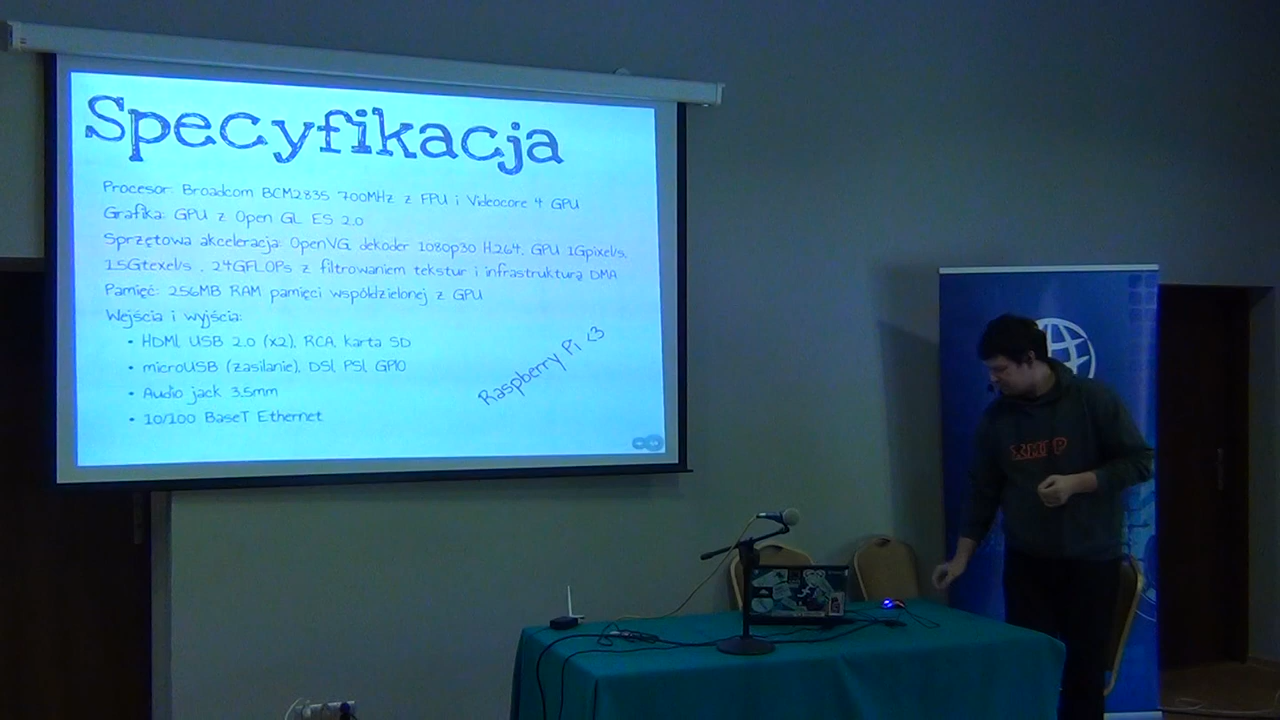 Specyfikacja
Procesor: Broadcom BCM2835 700MHz z FPU i Videocore 4 GPU
Grafika: GPU z Open GL ES 2.0
Sprzętowa akceleracja: OpenVG, dekoder 1080p30 H.264, GPU 1Gpixel/s,
1.5Gtexel/s , 24GFLOPs z filtrowaniem tekstur i infrastrukturą DMA
Pamięć: 256MB RAM pamięci współdzielonej z GPU
Wejścia i wyjścia:
• HDMI, USB 2.0 (x2), RCA, karta SD
• microUSB (zasilanie), DSI, PSI, GPIO
• Audio jack 3.5mm
• 10/100 BaseT Ethernet
Raspberry Pi <3